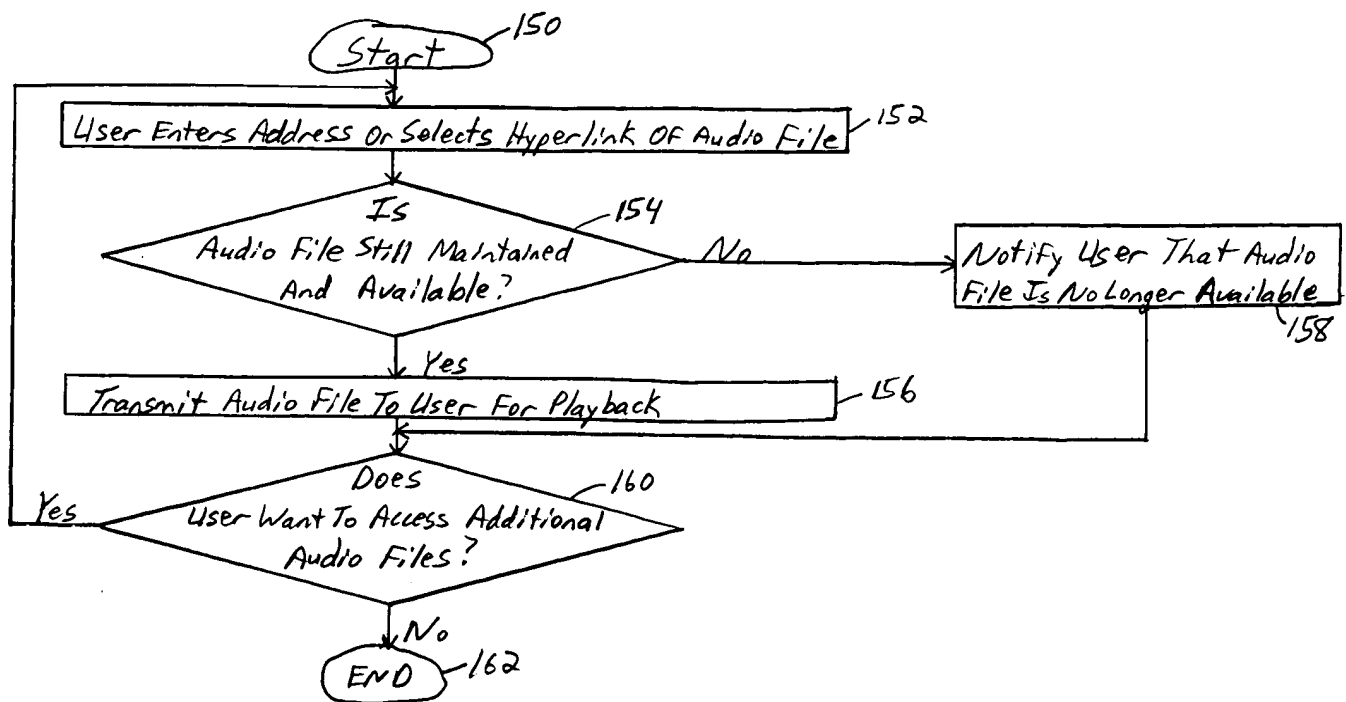 Start
150
User Enters Address Or Selects Hyperlink Of Audio File
152
Is
Audio File Still Maintained
And Available?
154
No
Notify User That Audio
File Is No Longer Available
158
Yes
Transmit Audio File To User For Playback
156
Does
User Want To Access Additional
Audio Files?
160
Yes
No
END
162